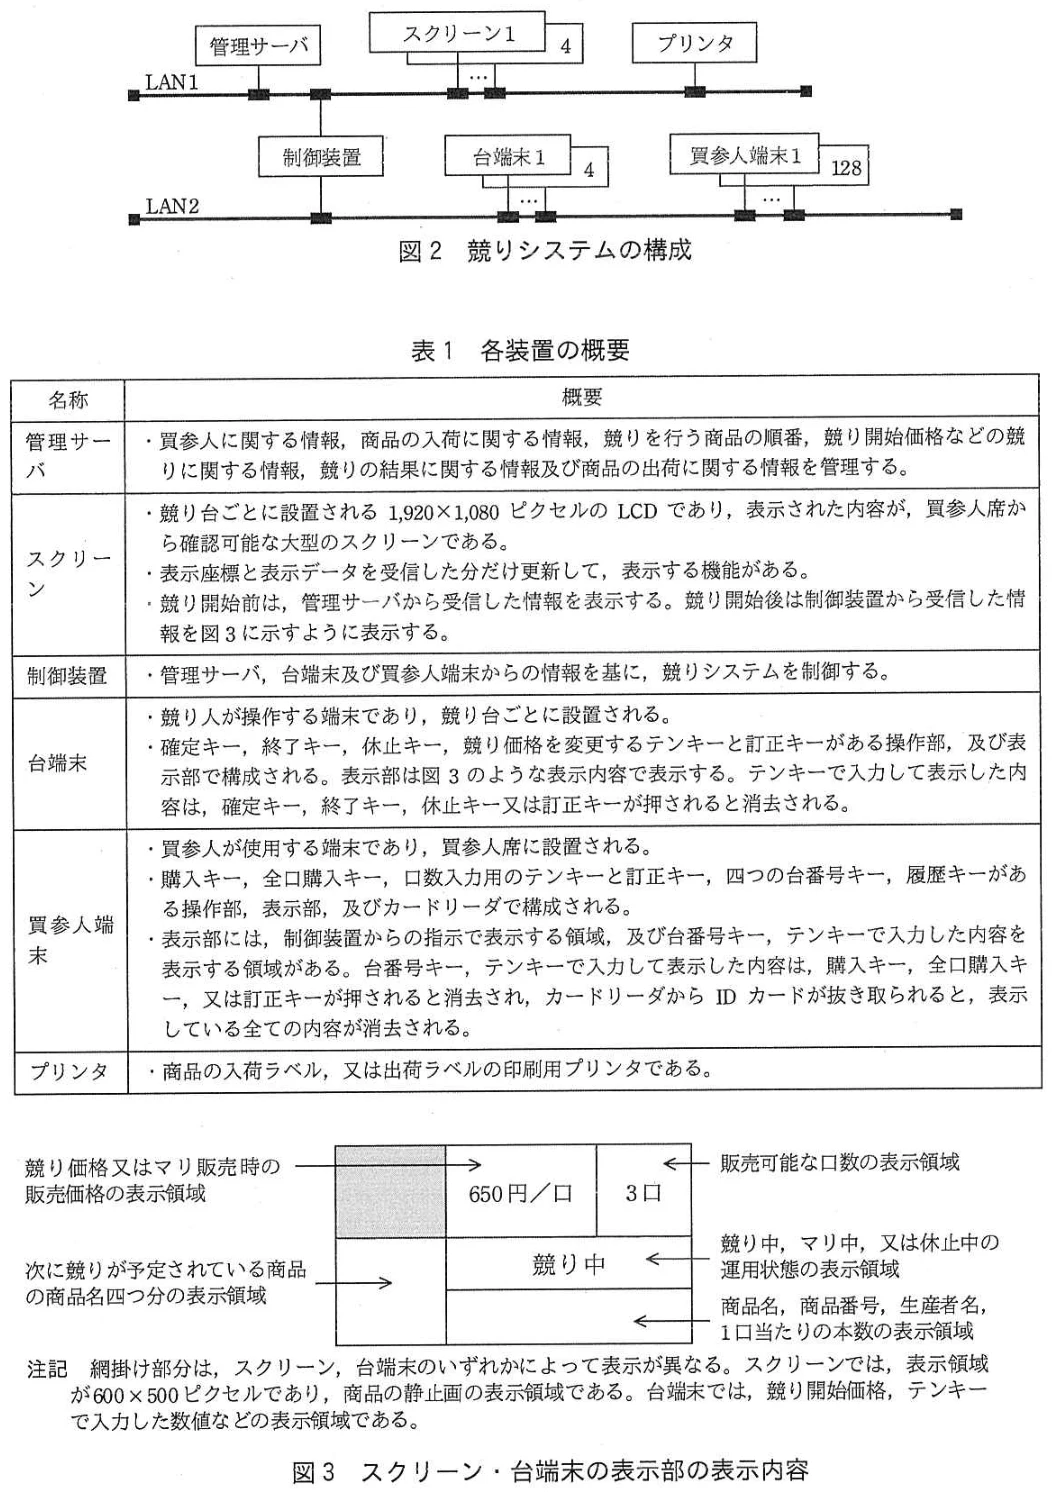 管理サーバ
スクリーン1
4
プリンタ
LAN1
制御装置
台端末1
4
買参人端末1
128
LAN2
図2 競りシステムの構成
表1 各装置の概要
名称
概要
管理サー
バ
・買参人に関する情報，商品の入荷に関する情報，競りを行う商品の順番，競り開始価格などの競
りに関する情報，競りの結果に関する情報及び商品の出荷に関する情報を管理する。
スクリー
ン
・競り台ごとに設置される 1,920×1,080 ピクセルの LCD であり，表示された内容が，買参人席か
ら確認可能な大型のスクリーンである。
・表示座標と表示データを受信した分だけ更新して，表示する機能がある。
・競り開始前は，管理サーバから受信した情報を表示する。競り開始後は制御装置から受信した情
報を図3に示すように表示する。
制御装置
・管理サーバ，台端末及び買参人端末からの情報を基に，競りシステムを制御する。
台端末
・競り人が操作する端末であり，競り台ごとに設置される。
・確定キー，終了キー，休止キー，競り価格を変更するテンキーと訂正キーがある操作部，及び表
示部で構成される。表示部は図3のような表示内容で表示する。テンキーで入力して表示した内
容は，確定キー，終了キー，休止キー又は訂正キーが押されると消去される。
買参人端
末
・買参人が使用する端末であり，買参人席に設置される。
・購入キー，全口購入キー，口数入力用のテンキーと訂正キー，四つの台番号キー，履歴キーがあ
る操作部，表示部，及びカードリーダで構成される。
・表示部には，制御装置からの指示で表示する領域，及び台番号キー，テンキーで入力した内容を
表示する領域がある。台番号キー，テンキーで入力して表示した内容は，購入キー，全口購入キ
ー，又は訂正キーが押されると消去され，カードリーダから ID カードが抜き取られると，表示
している全ての内容が消去される。
プリンタ
・商品の入荷ラベル，又は出荷ラベルの印刷用プリンタである。
競り価格又はマリ販売時の
販売価格の表示領域
650円／口
3口
販売可能な口数の表示領域
競り中
競り中，マリ中，又は休止中の
運用状態の表示領域
次に競りが予定されている商品
の商品名四つ分の表示領域
商品名，商品番号，生産者名，
1口当たりの本数の表示領域
注記 網掛け部分は，スクリーン，台端末のいずれかによって表示が異なる。スクリーンでは，表示領域
が600×500ピクセルであり，商品の静止画の表示領域である。台端末では，競り開始価格，テンキー
で入力した数値などの表示領域である。
図3 スクリーン・台端末の表示部の表示内容